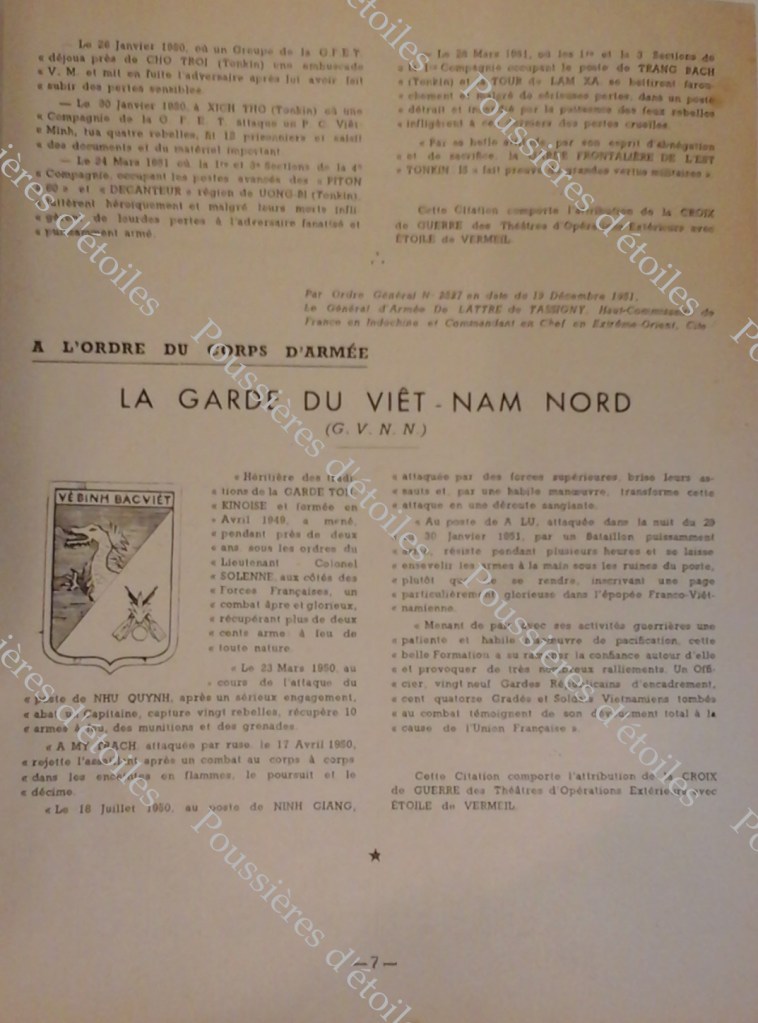 — Le 26 Janvier 1950, où un Groupe de la G.F.E.T.
« déjoua près de CHO TROI (Tonkin) une embuscade
« V. M. et mit en fuite l'adversaire après lui avoir fait
« subir des pertes sensibles.
— Le 30 Janvier 1950, à XICH THO (Tonkin) où une
« Compagnie de la G. F. E. T. attaque un P. C. Viêt-
« Minh, tua quatre rebelles, fit 13 prisonniers et saisit
« des documents et du matériel important.
— Le 24 Mars 1951 où la 1re et 3e Sections de la 4e
« Compagnie, occupant les postes avancés des « PITON
« 60 » et « DECANTEUR » région de UONG-BI (Tonkin),
luttèrent héroïquement et malgré leurs morts infli-
de lourdes pertes à l'adversaire fanatisé et
« puissamment armé.
« — Le 28 Mars 1951, où les 1re et la 3 Sections de
Compagnie occupant le poste de TRANG BACH
« (Tonkin) et TOUR de LAM XA, se battirent farou-
chement et malgré de sérieuses pertes, dans un poste
« détruit et par la puissance des feux rebelles
« infligèrent à ces derniers des pertes cruelles.
« Par sa belle par son esprit d'abnégation
« et de sacrifice, la FRONTALIÈRE DE L'EST
« TONKIN fait grandes vertus militaires ».
Cette Citation comporte l'attribution de la CROIX
de GUERRE des Théâtres d'Opérations Extérieurs avec
ÉTOILE de VERMEIL.
Par Ordre Général N° 2527 en date du 19 Décembre 1951,
Le Général d'Armée De LATTRE de TASSIGNY, Haut-Commissaire de
France en Indochine et Commandant en Chef en Extrême-Orient, Cite
A L'ORDRE DU CORPS D'ARMÉE
LA GARDE DU VIÊT-NAM NORD
(G. V. N. N.)
VÊ BINH BAC VIÊT
« Héritière des tradi-
« tions de la GARDE TON-
« KINOISE et formée en
« Avril 1949, a mené,
« pendant près de deux
« ans, sous les ordres du
« Lieutenant Colonel
« SOLENNE, aux côtés des
« Forces Françaises, un
« combat âpre et glorieux,
« récupérant plus de deux
« cents armes à feu de
« toute nature.
« Le 23 Mars 1950, au
« cours de l'attaque du
« poste de NHU QUYNH, après un sérieux engagement,
« abat un Capitaine, capture vingt rebelles, récupère 10
« armes à feu, des munitions et des grenades.
« A MY TRACH, attaquée par ruse, le 17 Avril 1950,
« rejette l'assaillant après un combat au corps à corps
« dans les enceintes en flammes, le poursuit et le
« décime.
« Le 16 Juillet 1950, au poste de NINH GIANG,
« attaquée par des forces supérieures, brise leurs as-
« sauts et, par une habile manœuvre, transforme cette
« attaque en une déroute sanglante.
« Au poste de A LU, attaquée dans la nuit du 29
30 Janvier 1951, par un Bataillon puissamment
armé, résiste pendant plusieurs heures et se laisse
« ensevelir les armes à la main sous les ruines du poste,
« plutôt que de se rendre, inscrivant une page
« particulièrement glorieuse dans l'épopée Franco-Viêt-
« namienne.
« Menant de pair avec ses activités guerrières une
« patiente et habile manœuvre de pacification, cette
« belle Formation a su ramener la confiance autour d'elle
« et provoquer de très nombreux ralliements. Un Offi-
« cier, vingt neuf Gardes Républicains d'encadrement,
« cent quatorze Gradés et Soldats Vietnamiens tombés
« au combat témoignent de son dévouement total à la
« cause de l'Union Française ».
Cette Citation comporte l'attribution de la CROIX
de GUERRE des Théâtres d'Opérations Extérieurs avec
ÉTOILE de VERMEIL.
— 7 —
Poussières d'étoiles